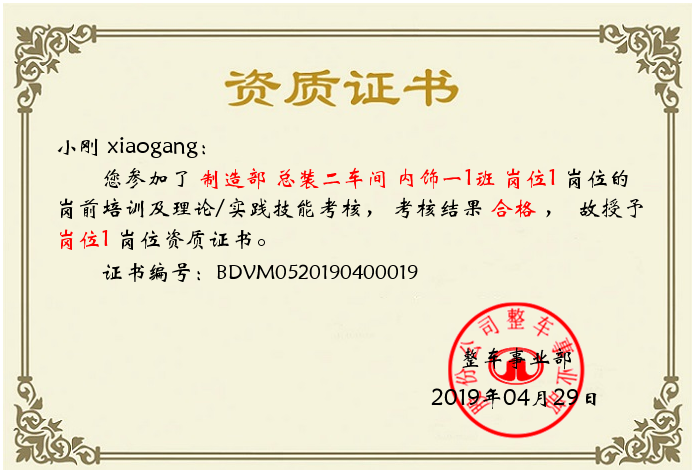 资质证书
小刚 xiaogang：
您参加了 制造部 总装二车间 内饰一1班 岗位1 岗位的
岗前培训及理论/实践技能考核， 考核结果 合格 ， 故授予
岗位1 岗位资质证书。
证书编号：BDVM0520190400019
股份公司整车事业部
整车事业部
2019年04月29日